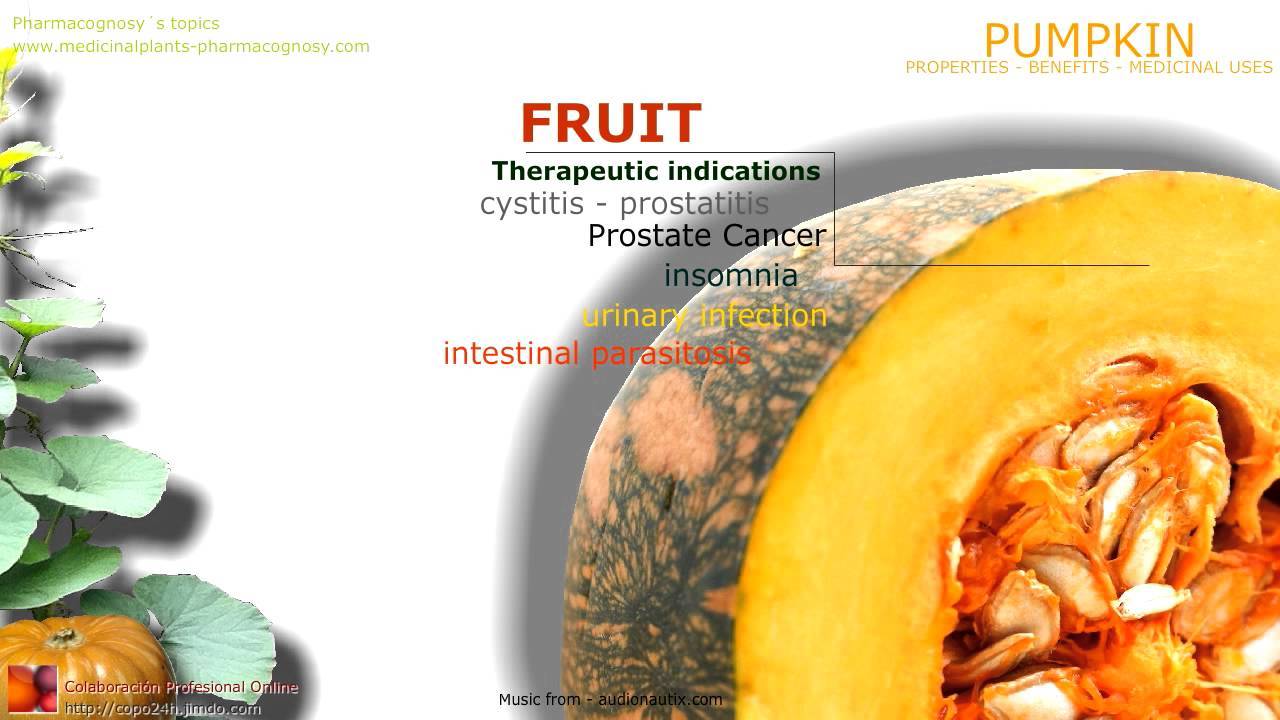 Pharmacognosy´s topics
www.medicinalplants-pharmacognosy.com
PUMPKIN
PROPERTIES - BENEFITS - MEDICINAL USES
FRUIT
Therapeutic indications
cystitis - prostatitis
Prostate Cancer
insomnia
urinary infection
intestinal parasitosis
Colaboración Profesional Online
http://copo24h.jimdo.com
Music from - audionautix.com